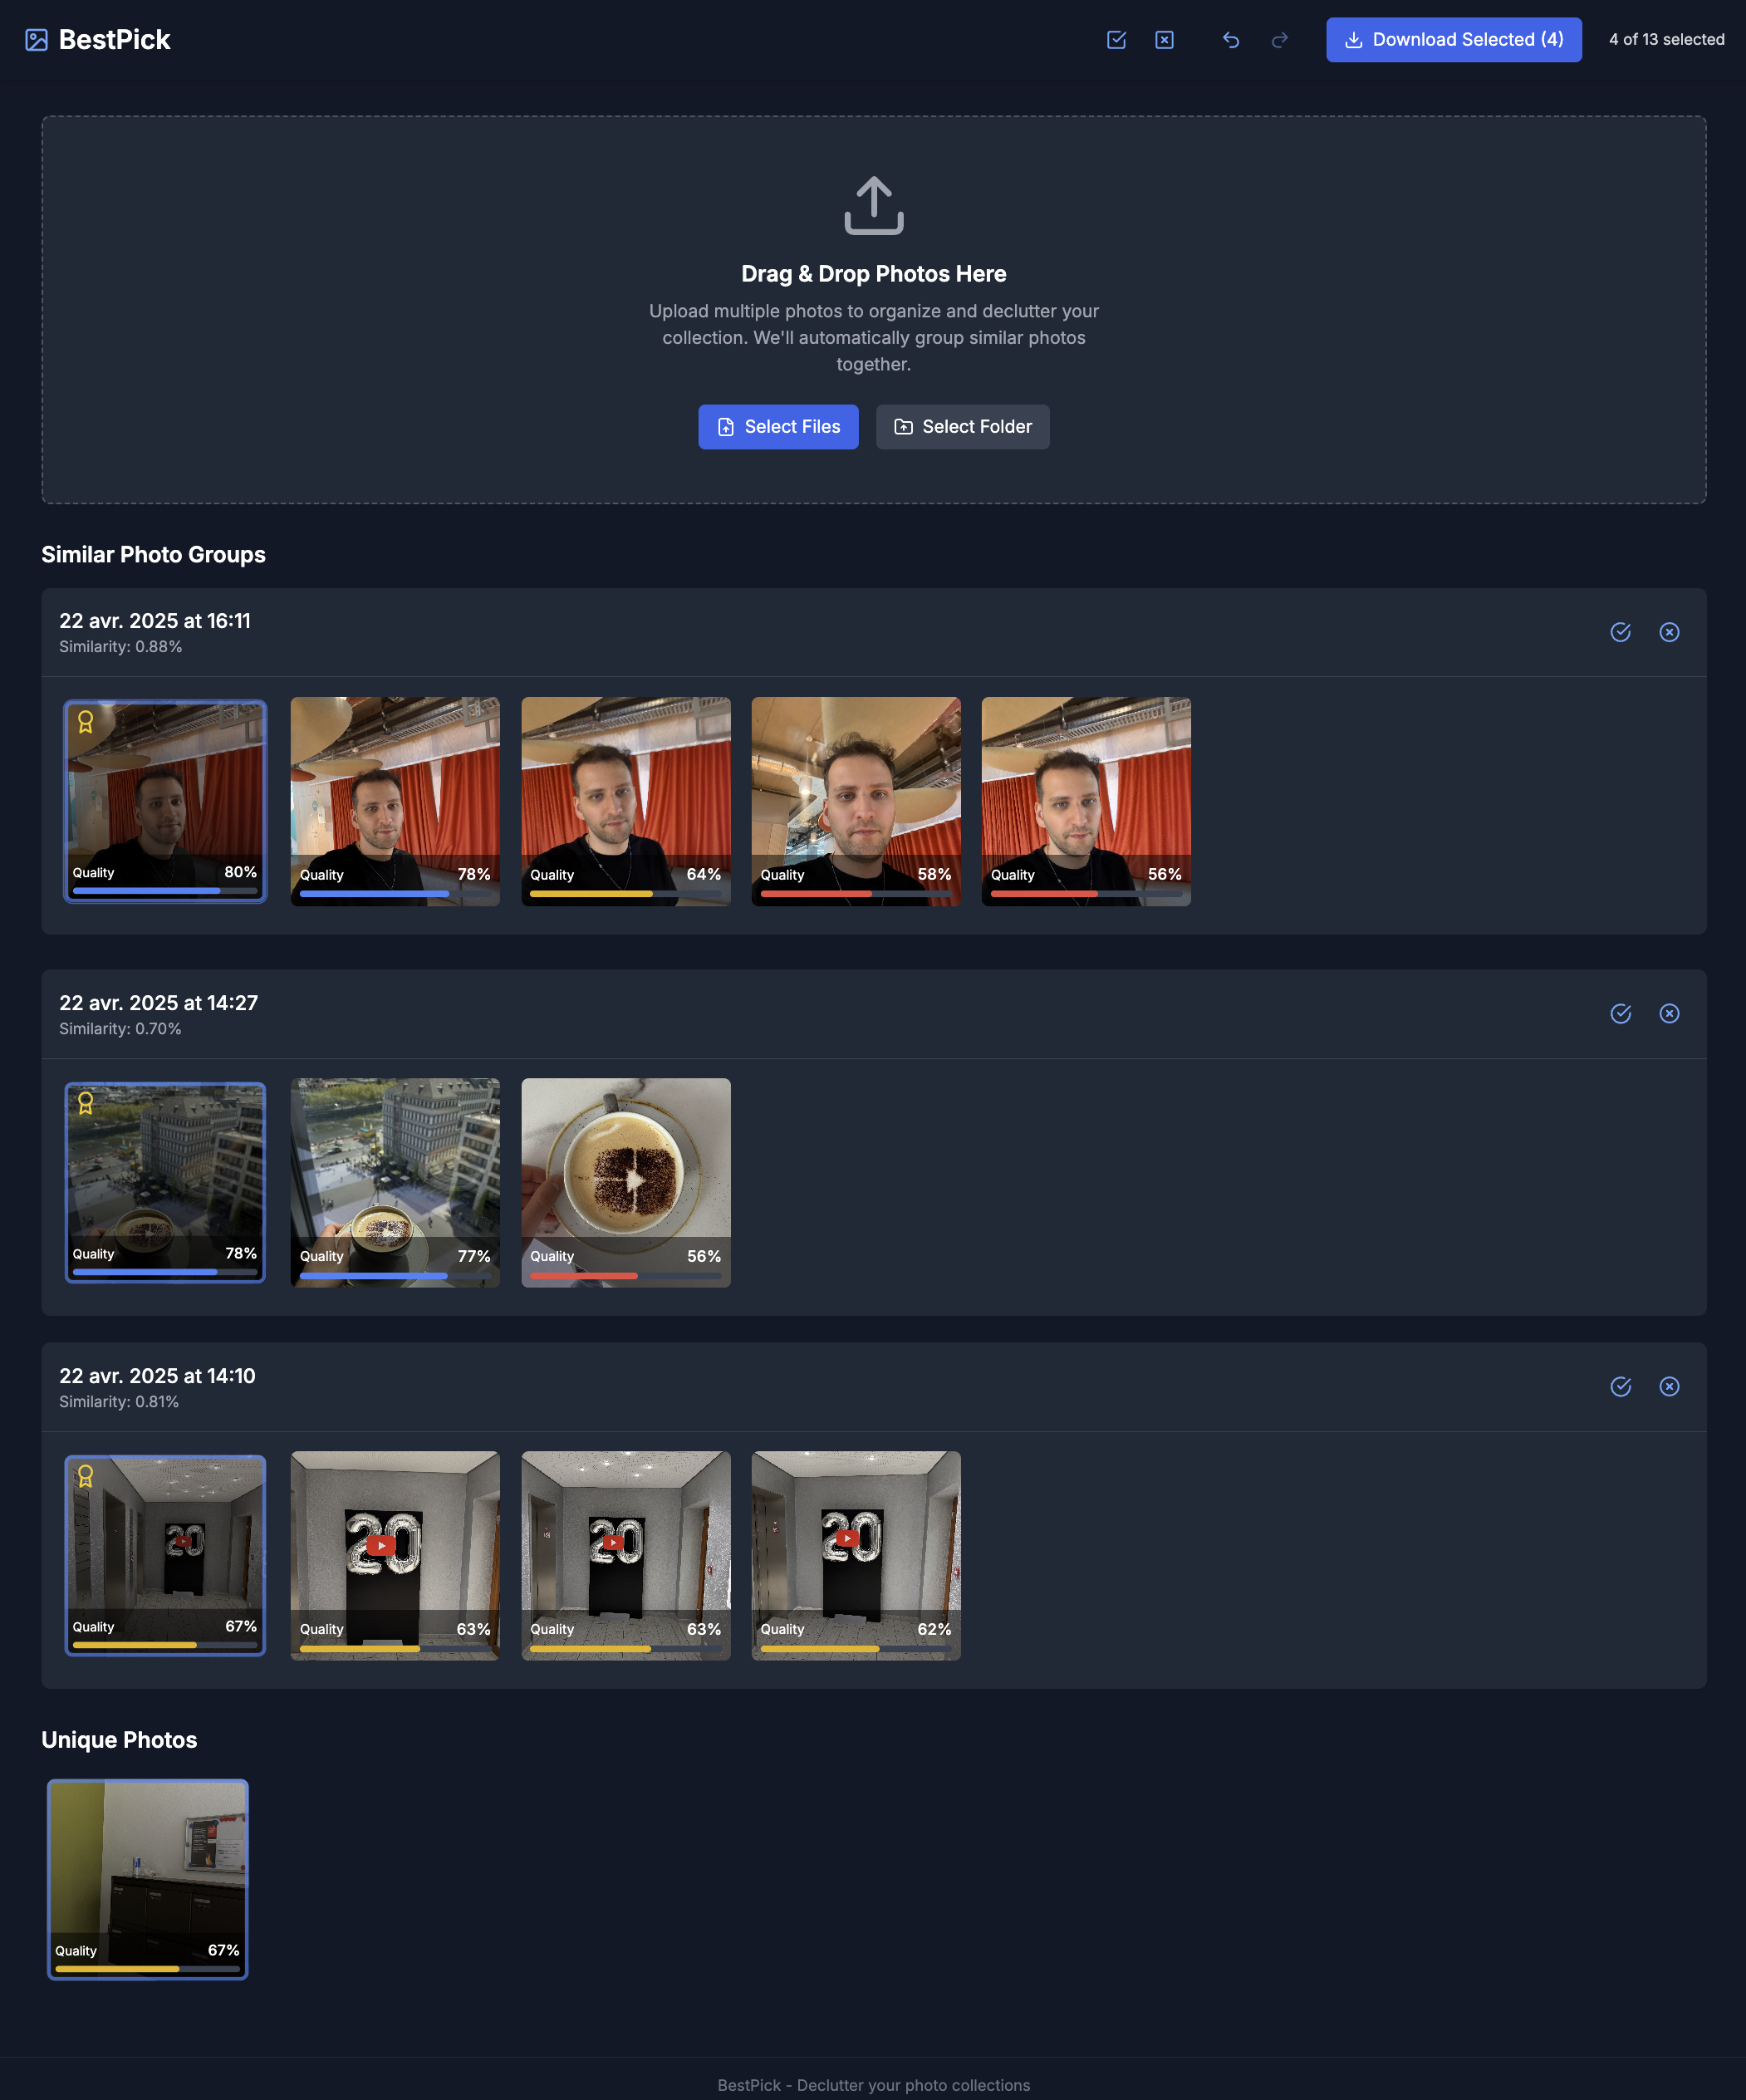 BestPick
Download Selected (4)
4 of 13 selected
Drag & Drop Photos Here
Upload multiple photos to organize and declutter your
collection. We'll automatically group similar photos
together.
Select Files
Select Folder
Similar Photo Groups
22 avr. 2025 at 16:11
Similarity: 0.88%
Quality 80%
Quality 78%
Quality 64%
Quality 58%
Quality 56%
22 avr. 2025 at 14:27
Similarity: 0.70%
Quality 78%
Quality 77%
Quality 56%
22 avr. 2025 at 14:10
Similarity: 0.81%
20
20
20
20
Quality 67%
Quality 63%
Quality 63%
Quality 62%
Unique Photos
Quality 67%
BestPick - Declutter your photo collections